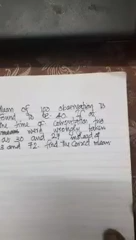 Mean of 100 observation is
found to be 40. If at
the time of computation two
items were wrongly taken
as 30 and 27 instead of
3 and 72. find the correct mean